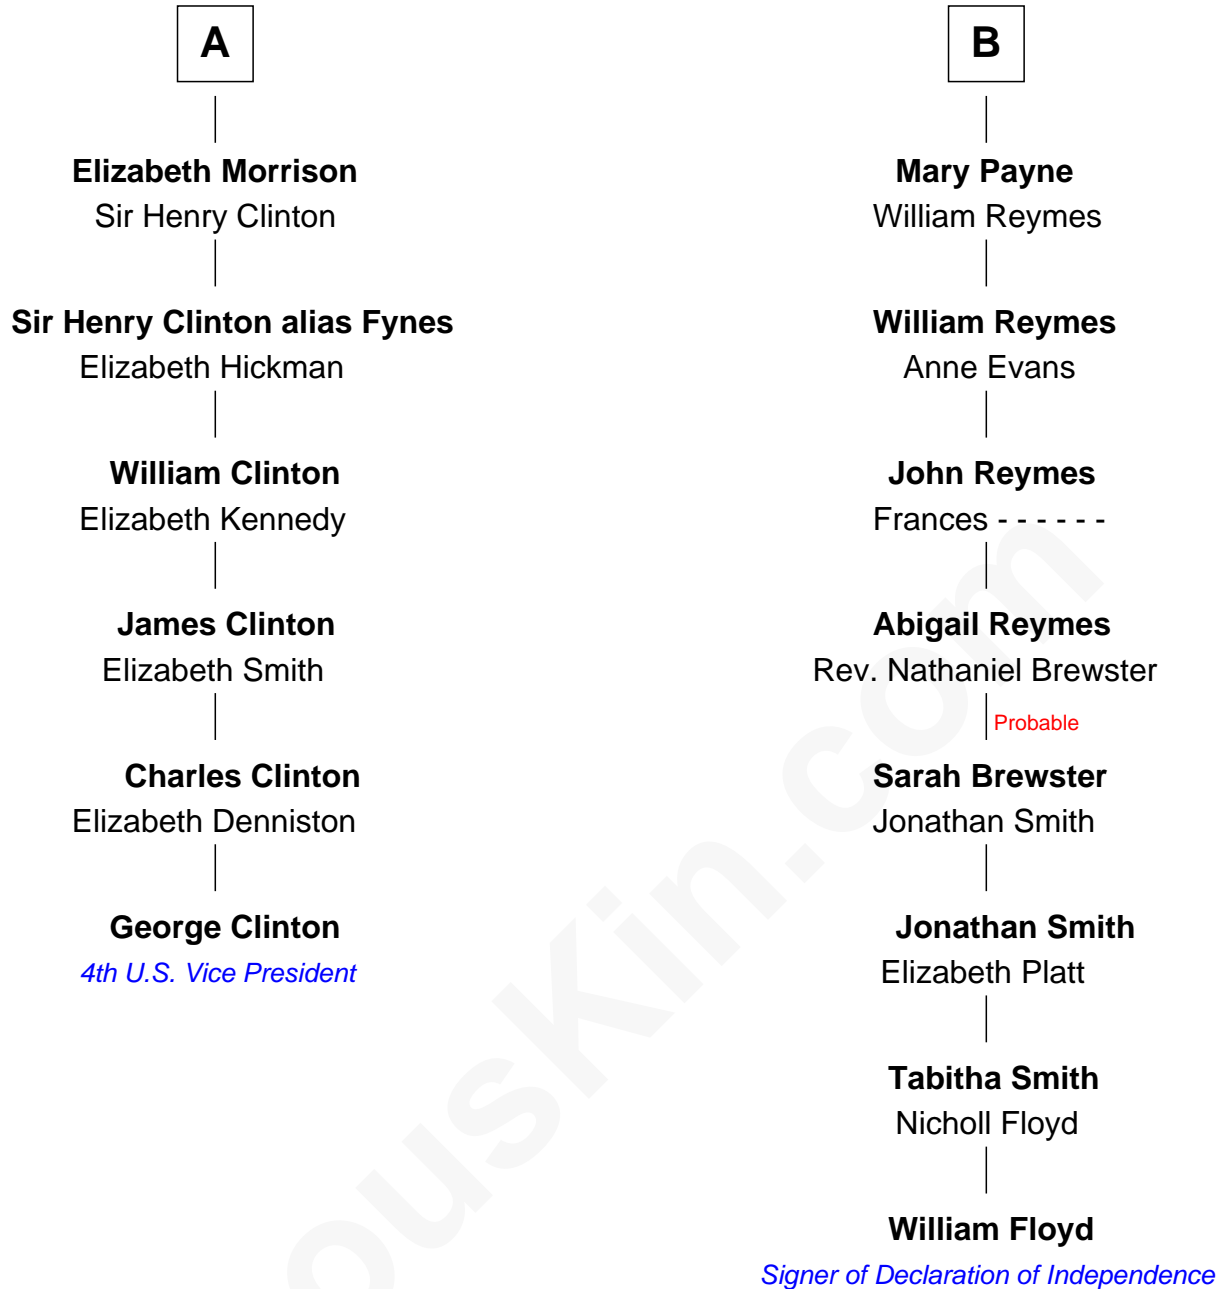 A
Elizabeth Morrison
Sir Henry Clinton
Sir Henry Clinton alias Fynes
Elizabeth Hickman
William Clinton
Elizabeth Kennedy
James Clinton
Elizabeth Smith
Charles Clinton
Elizabeth Denniston
George Clinton
4th U.S. Vice President
B
Mary Payne
William Reymes
William Reymes
Anne Evans
John Reymes
Frances - - - - - -
Abigail Reymes
Rev. Nathaniel Brewster
Probable
Sarah Brewster
Jonathan Smith
Jonathan Smith
Elizabeth Platt
Tabitha Smith
Nicholl Floyd
William Floyd
Signer of Declaration of Independence
ousKin.com